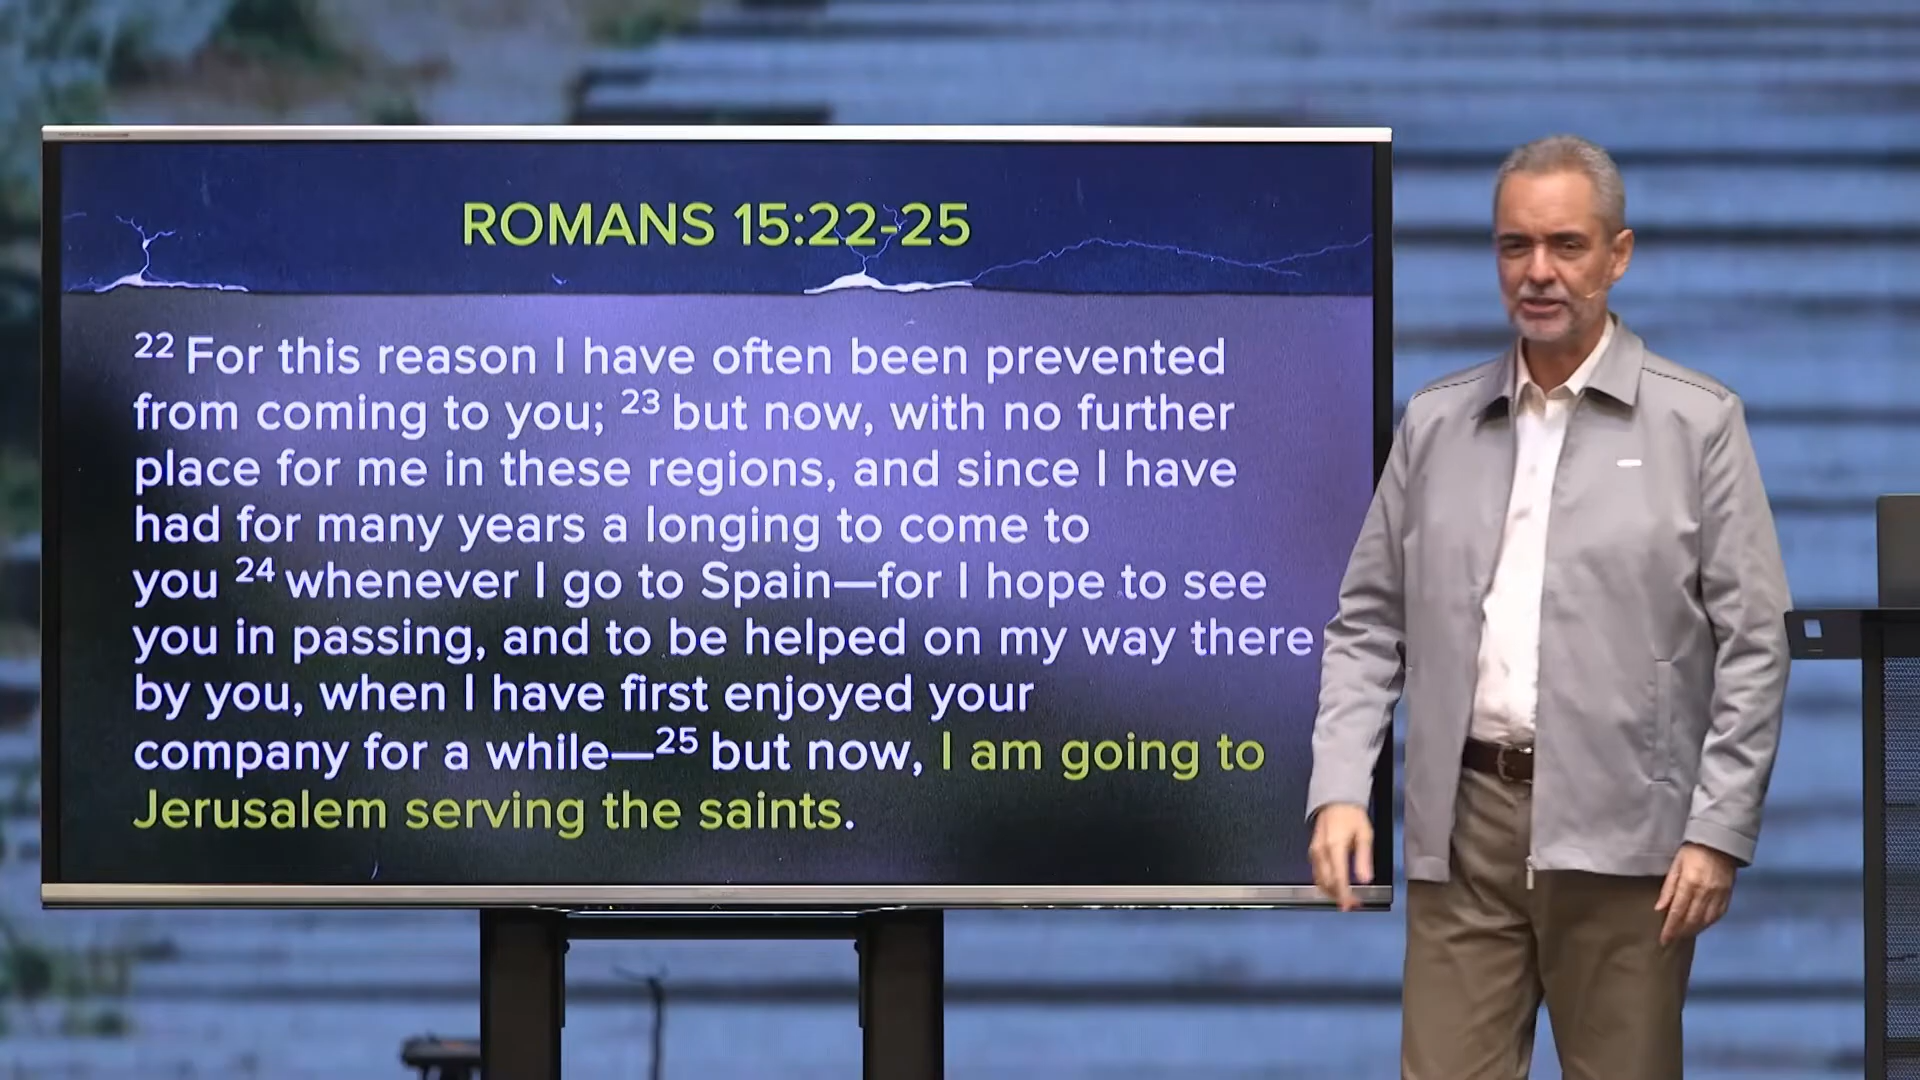 ROMANS 15:22-25
22 For this reason I have often been prevented
from coming to you; 23 but now, with no further
place for me in these regions, and since I have
had for many years a longing to come to
you 24 whenever I go to Spain—for I hope to see
you in passing, and to be helped on my way there
by you, when I have first enjoyed your
company for a while—25 but now, I am going to
Jerusalem serving the saints.